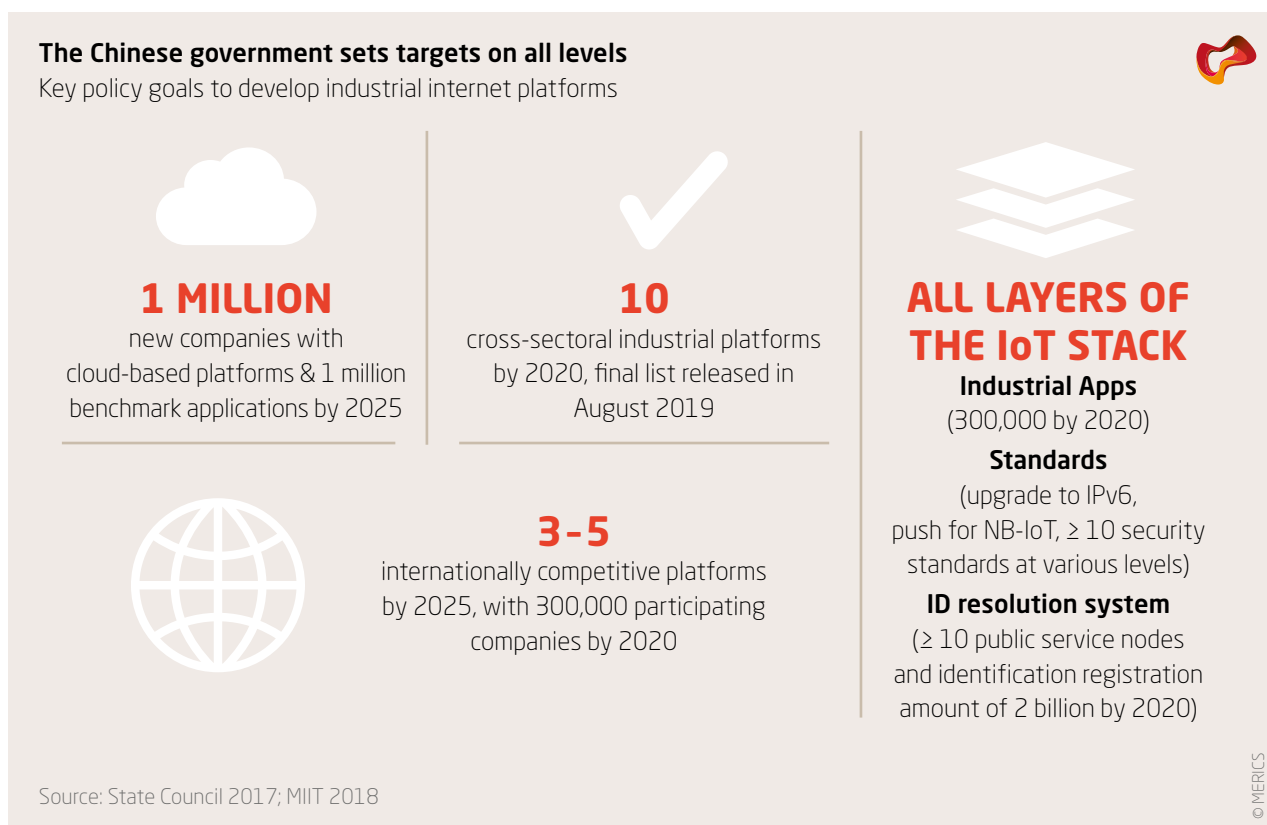 The Chinese government sets targets on all levels
Key policy goals to develop industrial internet platforms
1 MILLION
new companies with
cloud-based platforms & 1 million
benchmark applications by 2025
10
cross-sectoral industrial platforms
by 2020, final list released in
August 2019
3-5
internationally competitive platforms
by 2025, with 300,000 participating
companies by 2020
ALL LAYERS OF
THE IoT STACK
Industrial Apps
(300,000 by 2020)
Standards
(upgrade to IPv6,
push for NB-IoT, ≥ 10 security
standards at various levels)
ID resolution system
(≥ 10 public service nodes
and identification registration
amount of 2 billion by 2020)
Source: State Council 2017; MIIT 2018
© MERICS